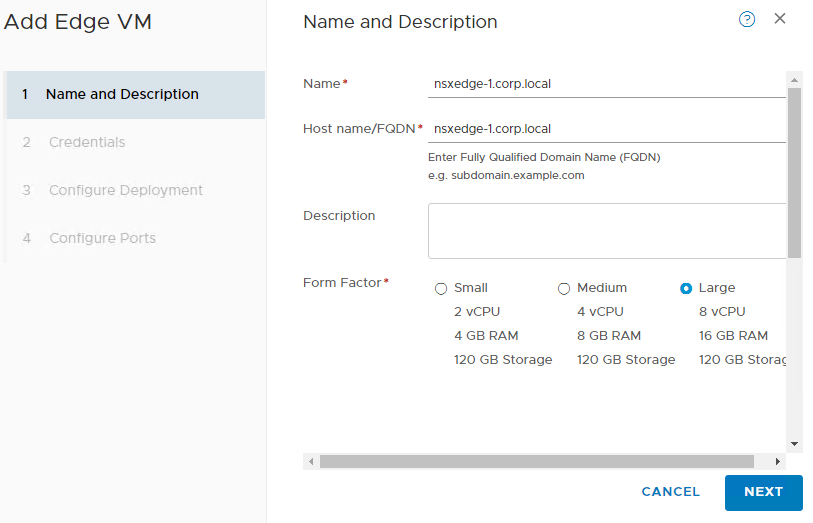 Add Edge VM
1 Name and Description
2 Credentials
3 Configure Deployment
4 Configure Ports
Name and Description
Name* nsxedge-1.corp.local
Host name/FQDN* nsxedge-1.corp.local
Enter Fully Qualified Domain Name (FQDN)
e.g. subdomain.example.com
Description
Form Factor* Small Medium Large
2 vCPU 4 vCPU 8 vCPU
4 GB RAM 8 GB RAM 16 GB RAM
120 GB Storage 120 GB Storage 120 GB Storag
CANCEL NEXT